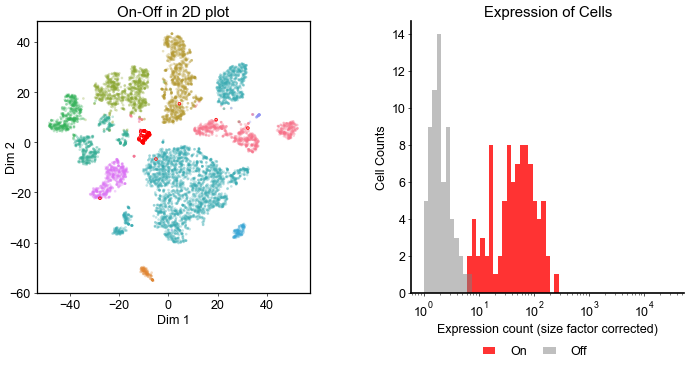 On-Off in 2D plot
40
20
0
−20
−40
−60
Dim 2
−40 −20 0 20 40
Dim 1
Expression of Cells
14
12
10
8
6
4
2
0
Cell Counts
10^0 10^1 10^2 10^3 10^4
Expression count (size factor corrected)
On Off